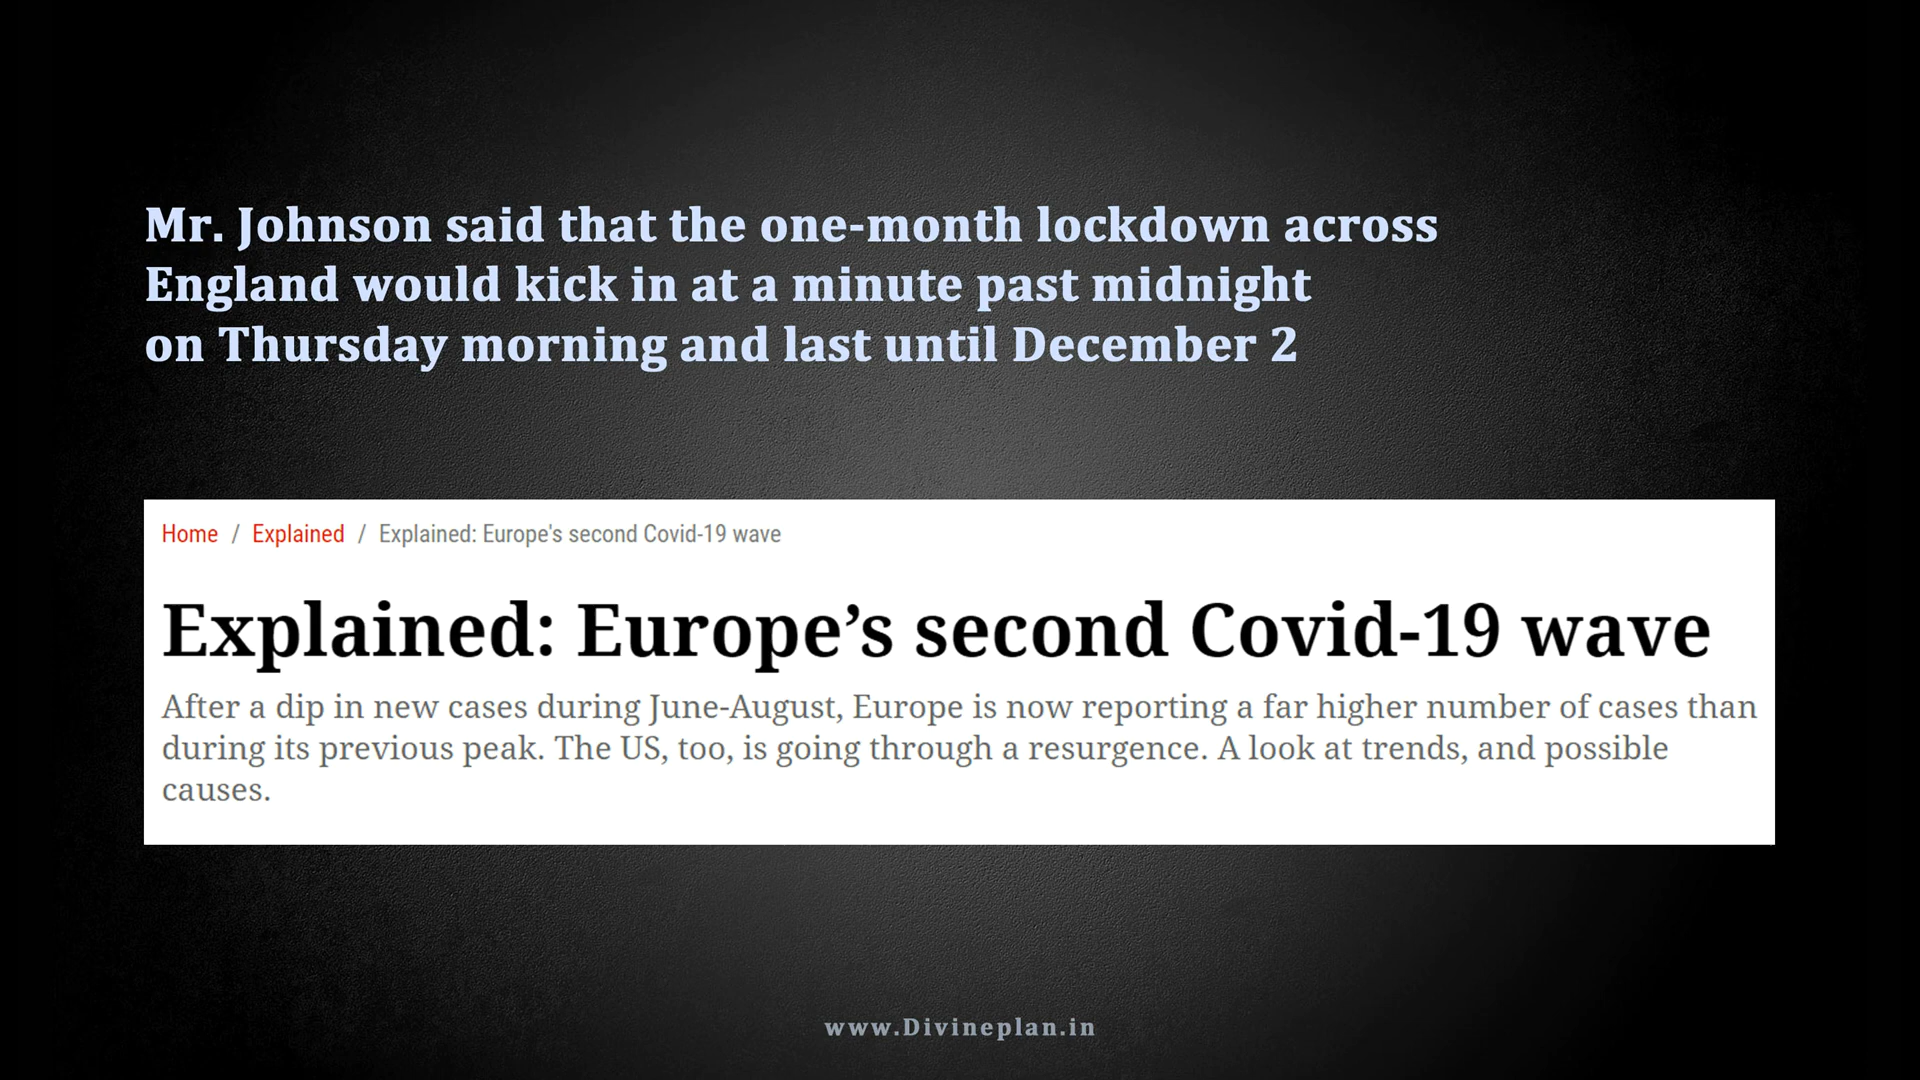 Mr. Johnson said that the one-month lockdown across
England would kick in at a minute past midnight
on Thursday morning and last until December 2
Home / Explained / Explained: Europe's second Covid-19 wave
Explained: Europe’s second Covid-19 wave
After a dip in new cases during June-August, Europe is now reporting a far higher number of cases than
during its previous peak. The US, too, is going through a resurgence. A look at trends, and possible
causes.
www.Divineplan.in